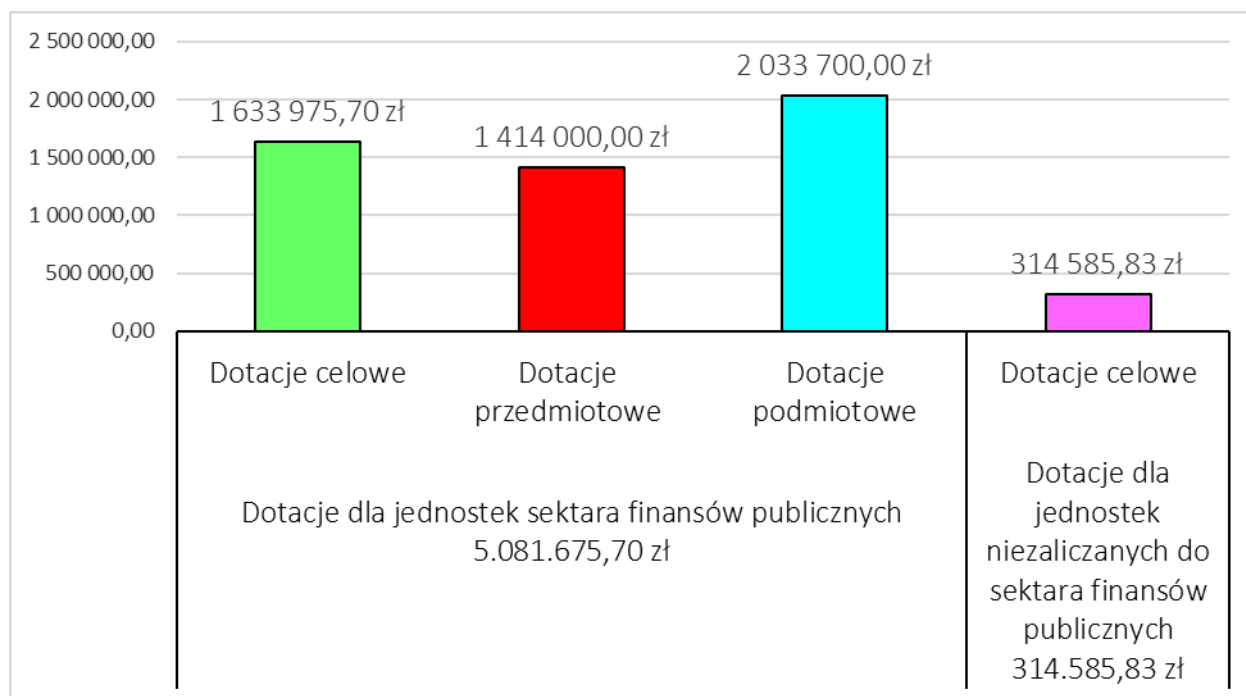 2 500 000,00
2 000 000,00
1 500 000,00
1 000 000,00
500 000,00
0,00
1 633 975,70 zł
1 414 000,00 zł
2 033 700,00 zł
314 585,83 zł
Dotacje celowe
Dotacje
przedmiotowe
Dotacje
podmiotowe
Dotacje celowe
Dotacje dla jednostek sektara finansów publicznych
5.081.675,70 zł
Dotacje dla
jednostek
niezaliczanych do
sektara finansów
publicznych
314.585,83 zł